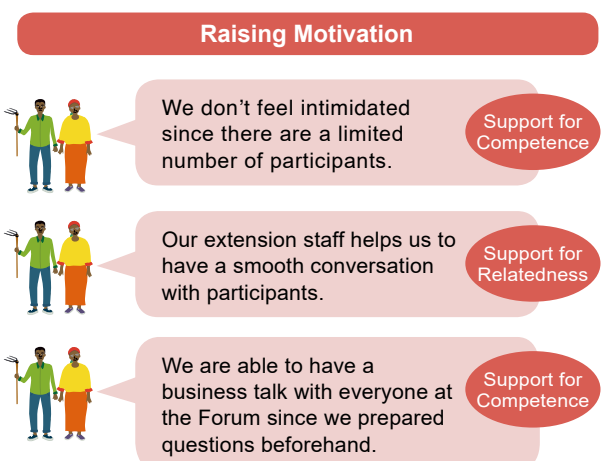 Raising Motivation
We don't feel intimidated
since there are a limited
number of participants.
Support for
Competence
Our extension staff helps us to
have a smooth conversation
with participants.
Support for
Relatedness
We are able to have a
business talk with everyone at
the Forum since we prepared
questions beforehand.
Support for
Competence